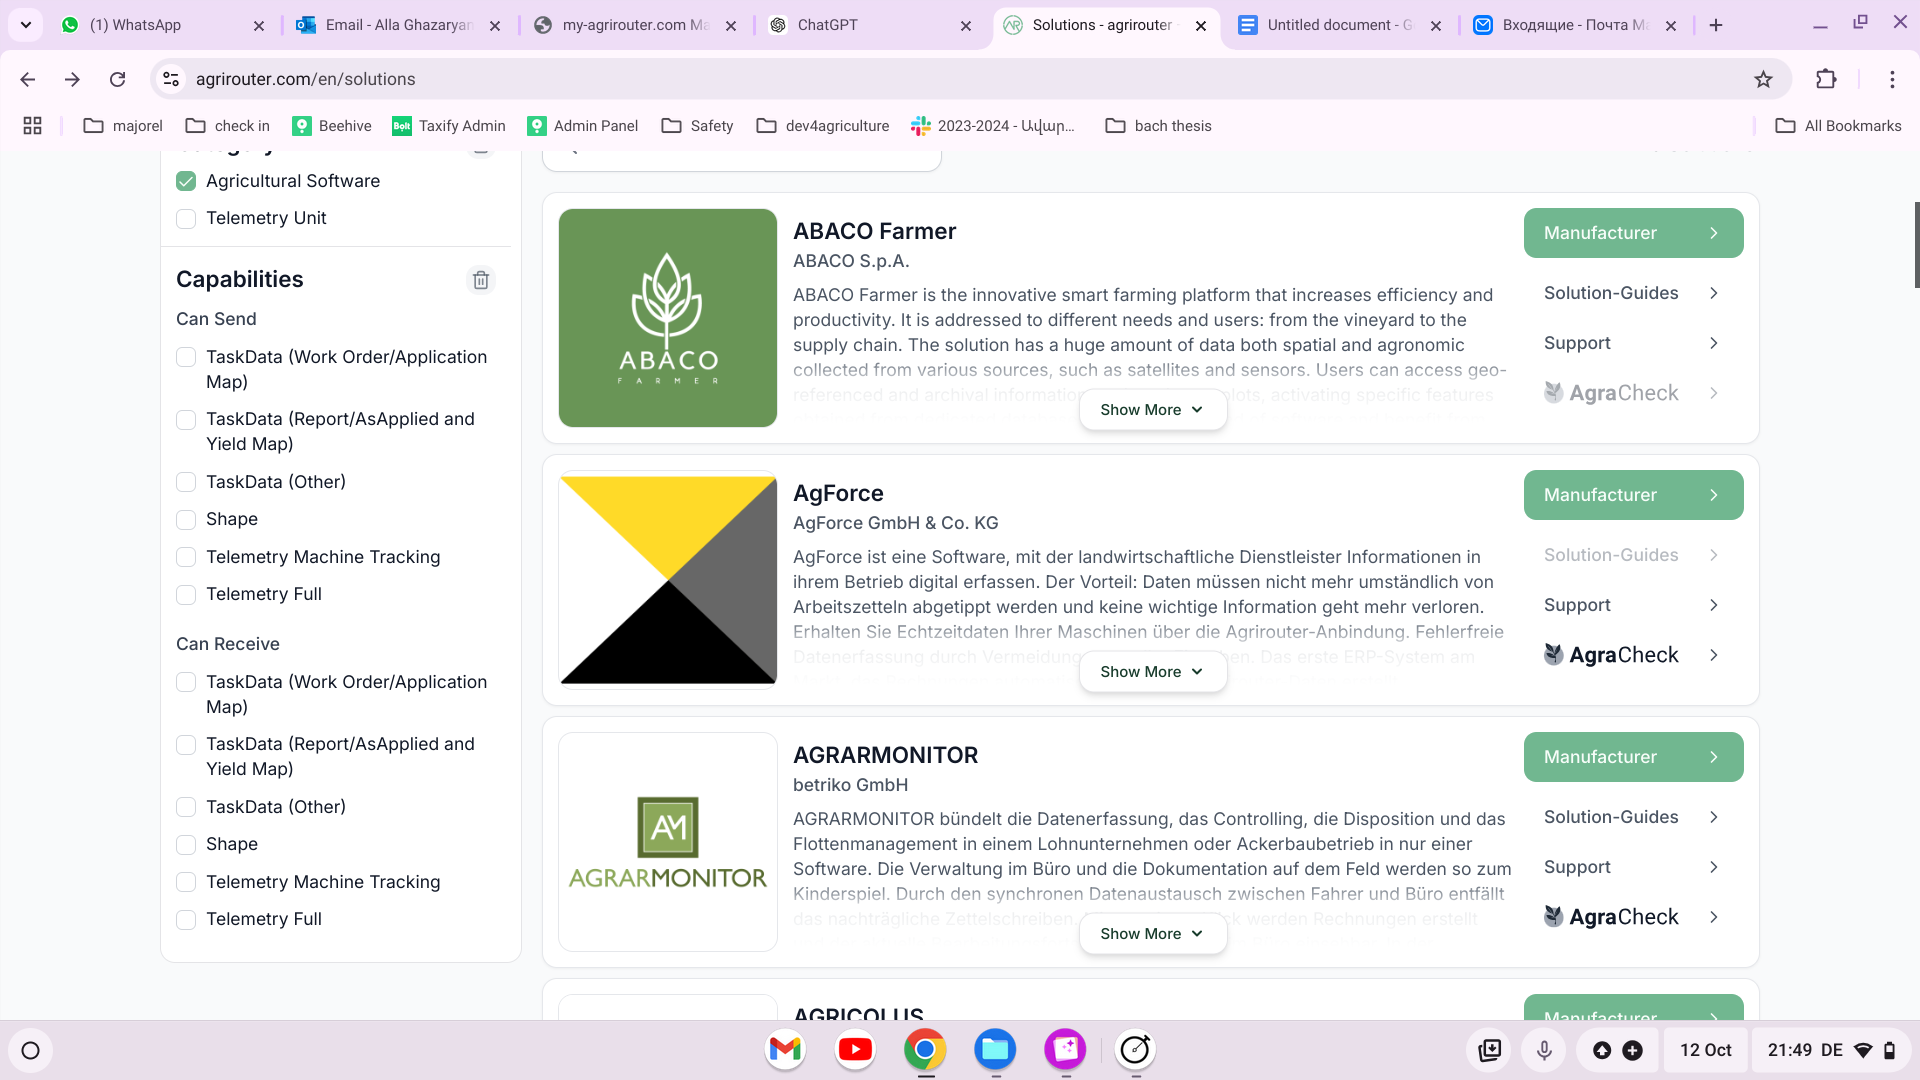 (1) WhatsApp
Email - Alla Ghazaryan
my-agrirouter.com Ma
ChatGPT
Solutions - agrirouter
Untitled document - G
Входящие - Почта Ma
agrirouter.com/en/solutions
majorel
check in
Beehive
Bolt
Taxify Admin
Admin Panel
Safety
dev4agriculture
2023-2024 - Ավար...
bach thesis
All Bookmarks
Agricultural Software
Telemetry Unit
Capabilities
Can Send
TaskData (Work Order/Application
Map)
TaskData (Report/AsApplied and
Yield Map)
TaskData (Other)
Shape
Telemetry Machine Tracking
Telemetry Full
Can Receive
TaskData (Work Order/Application
Map)
TaskData (Report/AsApplied and
Yield Map)
TaskData (Other)
Shape
Telemetry Machine Tracking
Telemetry Full
ABACO
FARMER
ABACO Farmer
ABACO S.p.A.
ABACO Farmer is the innovative smart farming platform that increases efficiency and
productivity. It is addressed to different needs and users: from the vineyard to the
supply chain. The solution has a huge amount of data both spatial and agronomic
collected from various sources, such as satellites and sensors. Users can access geo-
referenced and archival information plots, activating specific features
Show More
Manufacturer
Solution-Guides
Support
AgraCheck
AgForce
AgForce GmbH & Co. KG
AgForce ist eine Software, mit der landwirtschaftliche Dienstleister Informationen in
ihrem Betrieb digital erfassen. Der Vorteil: Daten müssen nicht mehr umständlich von
Arbeitszetteln abgetippt werden und keine wichtige Information geht mehr verloren.
Erhalten Sie Echtzeitdaten Ihrer Maschinen über die Agrirouter-Anbindung. Fehlerfreie
Datenerfassung durch Vermeidung Das erste ERP-System am
Show More
Manufacturer
Solution-Guides
Support
AgraCheck
AM
AGRARMONITOR
AGRARMONITOR
betriko GmbH
AGRARMONITOR bündelt die Datenerfassung, das Controlling, die Disposition und das
Flottenmanagement in einem Lohnunternehmen oder Ackerbaubetrieb in nur einer
Software. Die Verwaltung im Büro und die Dokumentation auf dem Feld werden so zum
Kinderspiel. Durch den synchronen Datenaustausch zwischen Fahrer und Büro entfällt
das nachträgliche Zettelschreiben. werden Rechnungen erstellt
Show More
Manufacturer
Solution-Guides
Support
AgraCheck
AGRICOLUS
Manufacturer
12 Oct
21:49 DE